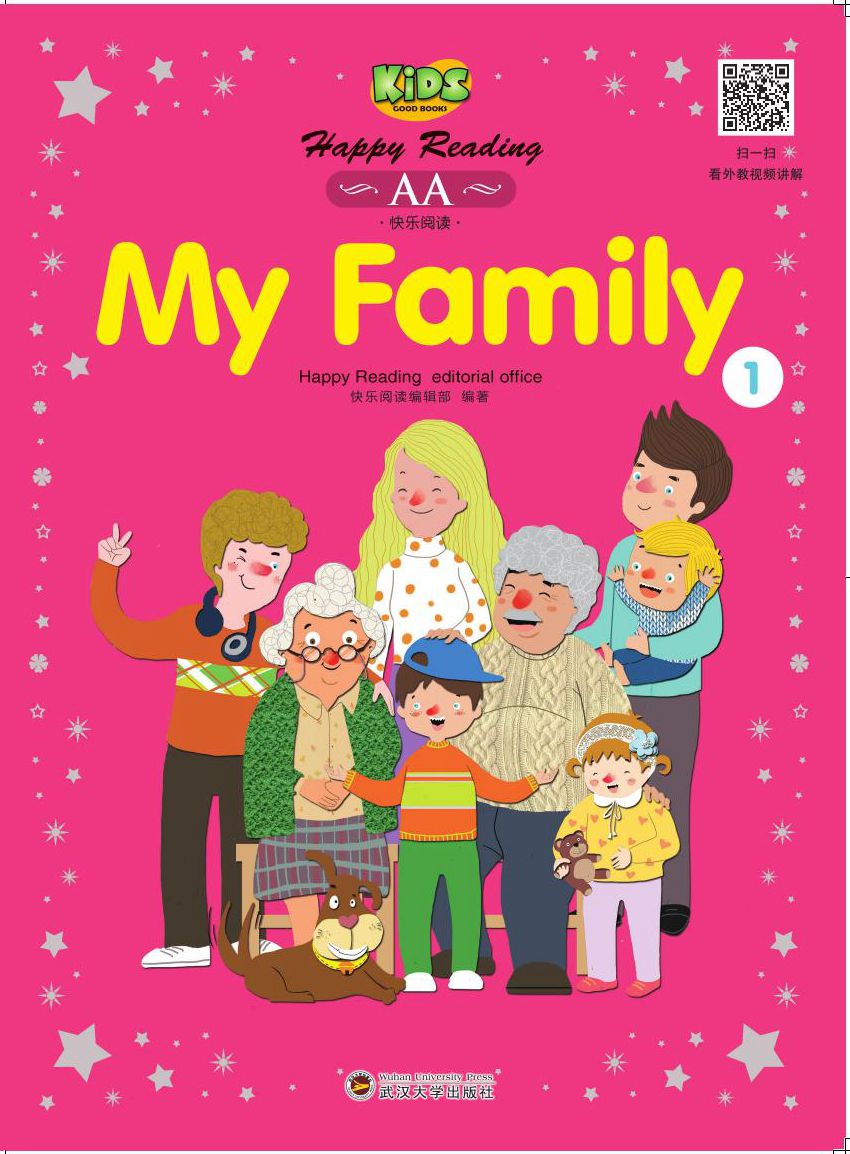 KiDS
GOOD BOOKS
Happy Reading
AA
·快乐阅读·
扫一扫
看外教视频讲解
My Family
1
Happy Reading editorial office
快乐阅读编辑部 编著
Wuhan University Press
武汉大学出版社